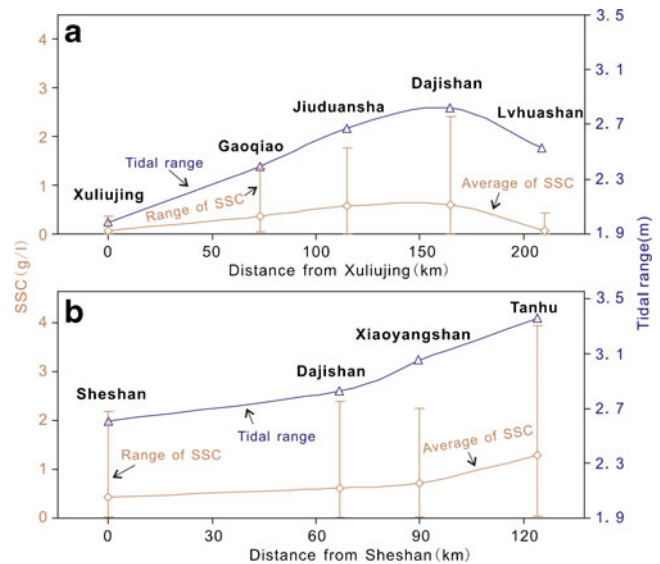 a
SSC(g/l)
4
3
2
1
0
3.5
3.1
2.7
2.3
1.9
Tidal range(m)
Dajishan
Jiuduansha
Lvhuashan
Gaoqiao
Tidal range
Xuliujing
Range of SSC
Average of SSC
0 50 100 150 200
Distance from Xuliujing(km)
b
4
3
2
1
0
3.5
3.1
2.7
2.3
1.9
Tanhu
Xiaoyangshan
Dajishan
Sheshan
Tidal range
Range of SSC
Average of SSC
0 30 60 90 120
Distance from Sheshan(km)